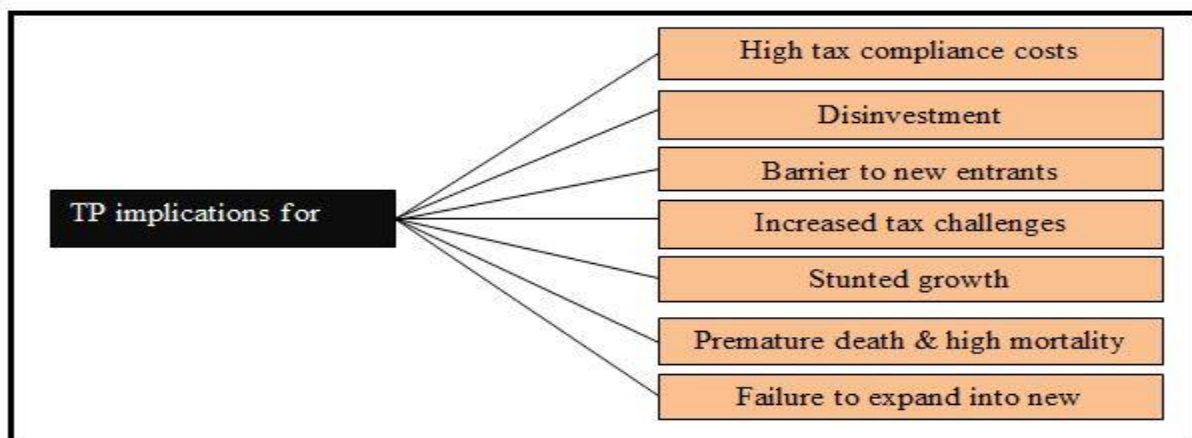 TP implications for
High tax compliance costs
Disinvestment
Barrier to new entrants
Increased tax challenges
Stunted growth
Premature death & high mortality
Failure to expand into new